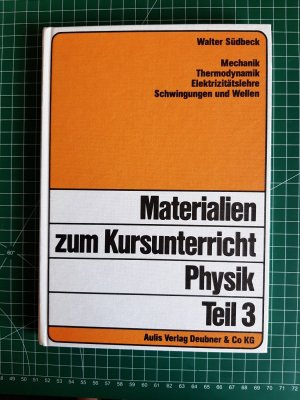 Walter Südbeck
Mechanik
Thermodynamik
Elektrizitätslehre
Schwingungen und Wellen
Materialien
zum Kursunterricht
Physik
Teil 3
Aulis Verlag Deubner & Co KG